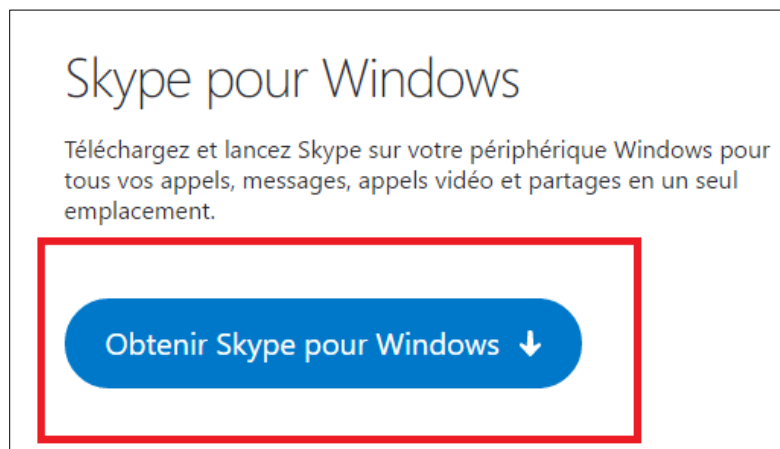 Skype pour Windows
Téléchargez et lancez Skype sur votre périphérique Windows pour
tous vos appels, messages, appels vidéo et partages en un seul
emplacement.
Obtenir Skype pour Windows